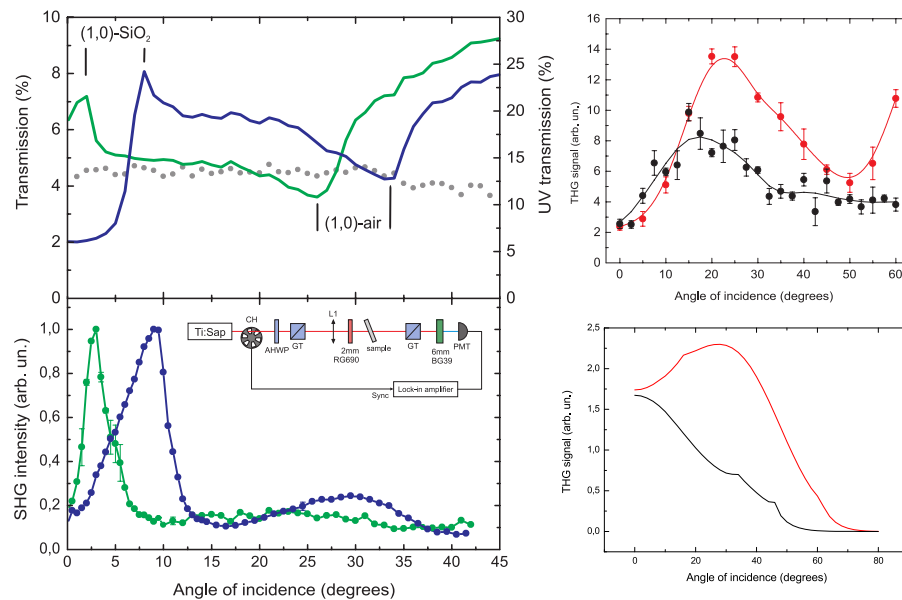 (1,0)-SiO2
(1,0)-air
Transmission (%)
10
8
6
4
2
0
UV transmission (%)
30
25
20
15
10
5
0
SHG intensity (arb. un.)
1,0
0,8
0,6
0,4
0,2
0,0
Ti:Sap
CH
AHWP
GT
L1
2mm
RG690
sample
GT
6mm
BG39
PMT
Sync
Lock-in amplifier
0 5 10 15 20 25 30 35 40 45
Angle of incidence (degrees)
THG signal (arb. un.)
16
14
12
10
8
6
4
2
0
0 10 20 30 40 50 60
Angle of incidence (degrees)
THG signal (arb. un.)
2,5
2,0
1,5
1,0
0,5
0,0
0 20 40 60 80
Angle of incidence (degrees)